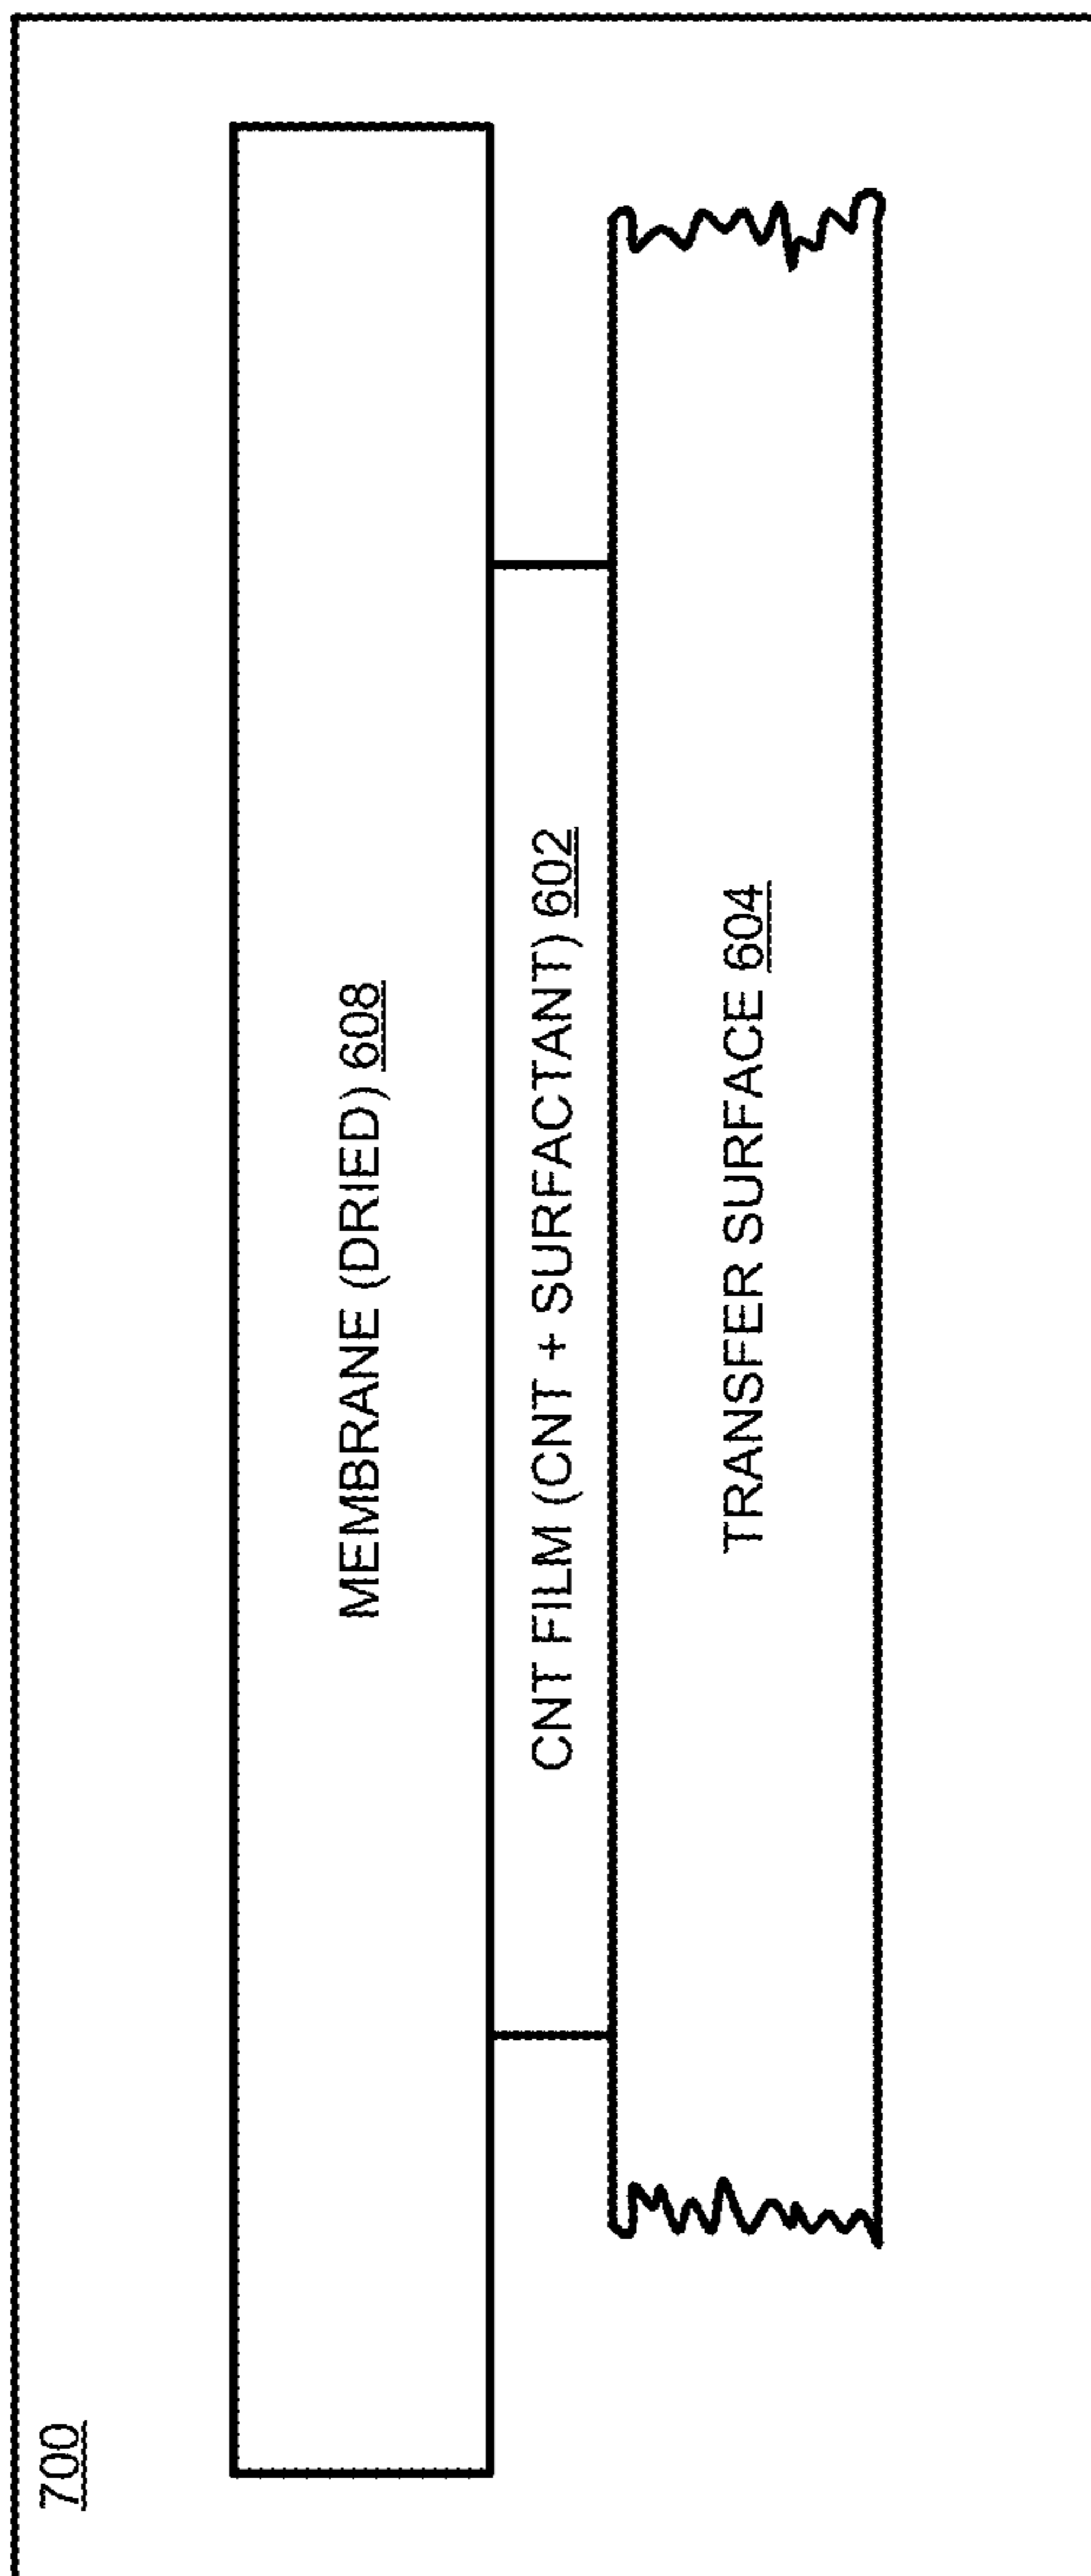 700
MEMBRANE (DRIED) 608
CNT FILM (CNT + SURFACTANT) 602
TRANSFER SURFACE 604